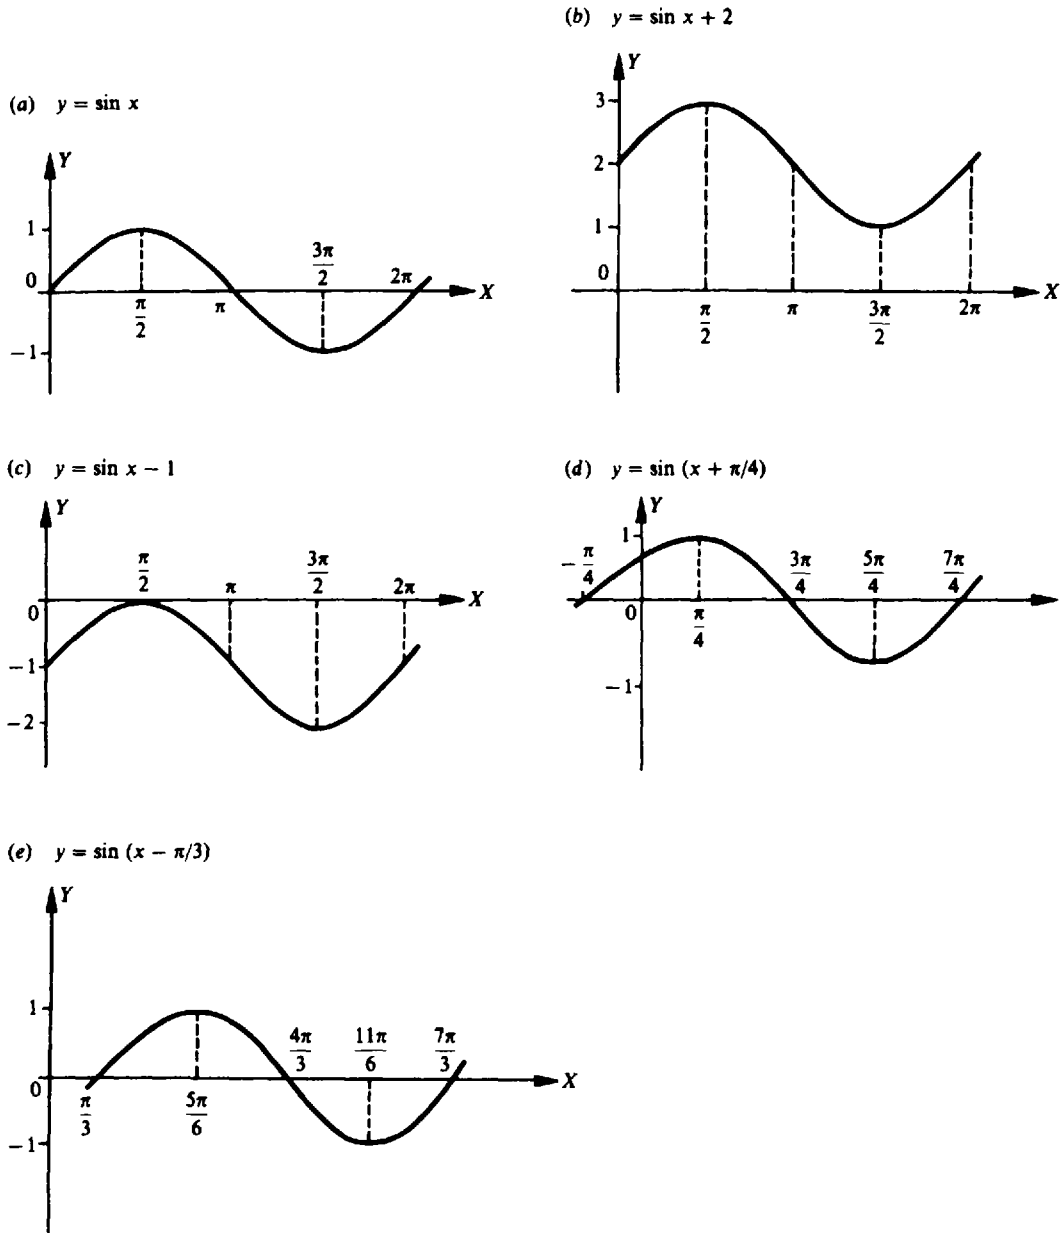 (a) y = sin x
Y
1
0
−1
π/2
π
3π/2
2π
X
(b) y = sin x + 2
Y
3
2
1
0
π/2
π
3π/2
2π
X
(c) y = sin x − 1
Y
π/2
π
3π/2
2π
X
0
−1
−2
(d) y = sin (x + π/4)
Y
1
−π/4
0
π/4
3π/4
5π/4
7π/4
−1
(e) y = sin (x − π/3)
Y
1
4π/3
11π/6
7π/3
0
X
π/3
5π/6
−1